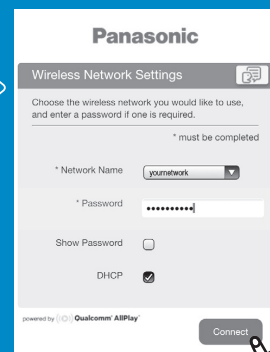 Panasonic
Wireless Network Settings
Choose the wireless network you would like to use,
and enter a password if one is required.
* must be completed
* Network Name
yournetwork
* Password
••••••••••
Show Password
DHCP
powered by Qualcomm® AllPlay™
Connect